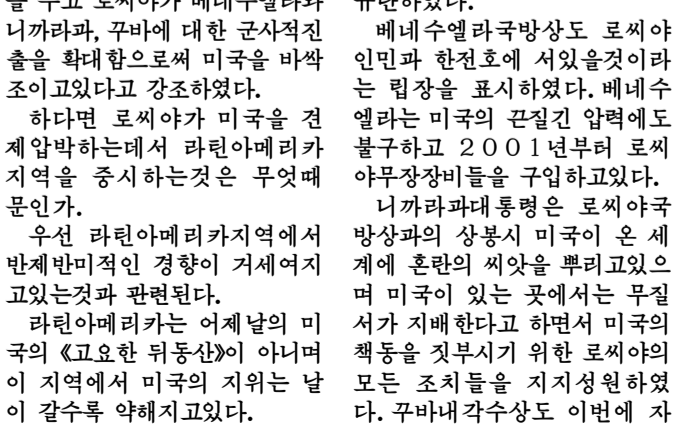 을 두고 로씨야가 베네수엘라와
니까라과, 꾸바에 대한 군사적진
출을 확대함으로써 미국을 바싹
조이고있다고 강조하였다.
하다면 로씨야가 미국을 견
제압박하는데서 라틴아메리카
지역을 중시하는것은 무엇때
문인가.
우선 라틴아메리카지역에서
반제반미적인 경향이 거세여지
고있는것과 관련된다.
라틴아메리카는 어제날의 미
국의 《고요한 뒤동산》이 아니며
이 지역에서 미국의 지위는 날
이 갈수록 약해지고있다.
규탄하였다.
베네수엘라국방상도 로씨야
인민과 한전호에 서있을것이라
는 립장을 표시하였다. 베네수
엘라는 미국의 끈질긴 압력에도
불구하고 2001년부터 로씨
야무장장비들을 구입하고있다.
니까라과대통령은 로씨야국
방상과의 상봉시 미국이 온 세
계에 혼란의 씨앗을 뿌리고있으
며 미국이 있는 곳에서는 무질
서가 지배한다고 하면서 미국의
책동을 짓부시기 위한 로씨야의
모든 조치들을 지지성원하였
다. 꾸바내각수상도 이번에 자